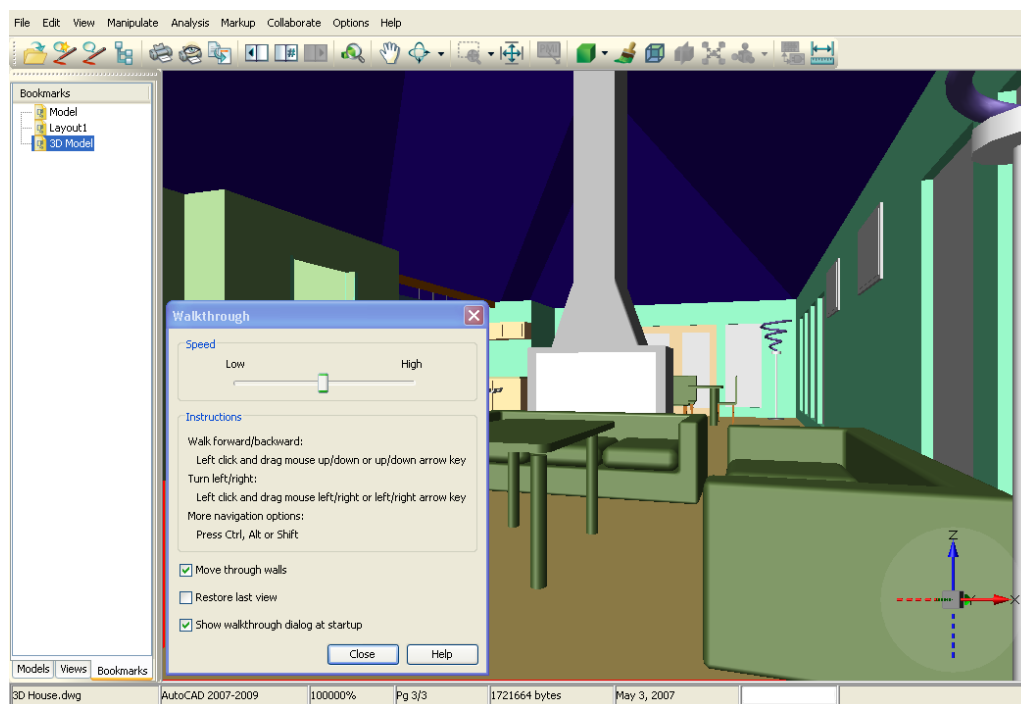 File Edit View Manipulate Analysis Markup Collaborate Options Help
Bookmarks
Model
Layout1
3D Model
Walkthrough
Speed
Low High
Instructions
Walk forward/backward:
Left click and drag mouse up/down or up/down arrow key
Turn left/right:
Left click and drag mouse left/right or left/right arrow key
More navigation options:
Press Ctrl, Alt or Shift
Move through walls
Restore last view
Show walkthrough dialog at startup
Close Help
Z
Y X
Models Views Bookmarks
3D House.dwg AutoCAD 2007-2009 100000% Pg 3/3 1721664 bytes May 3, 2007